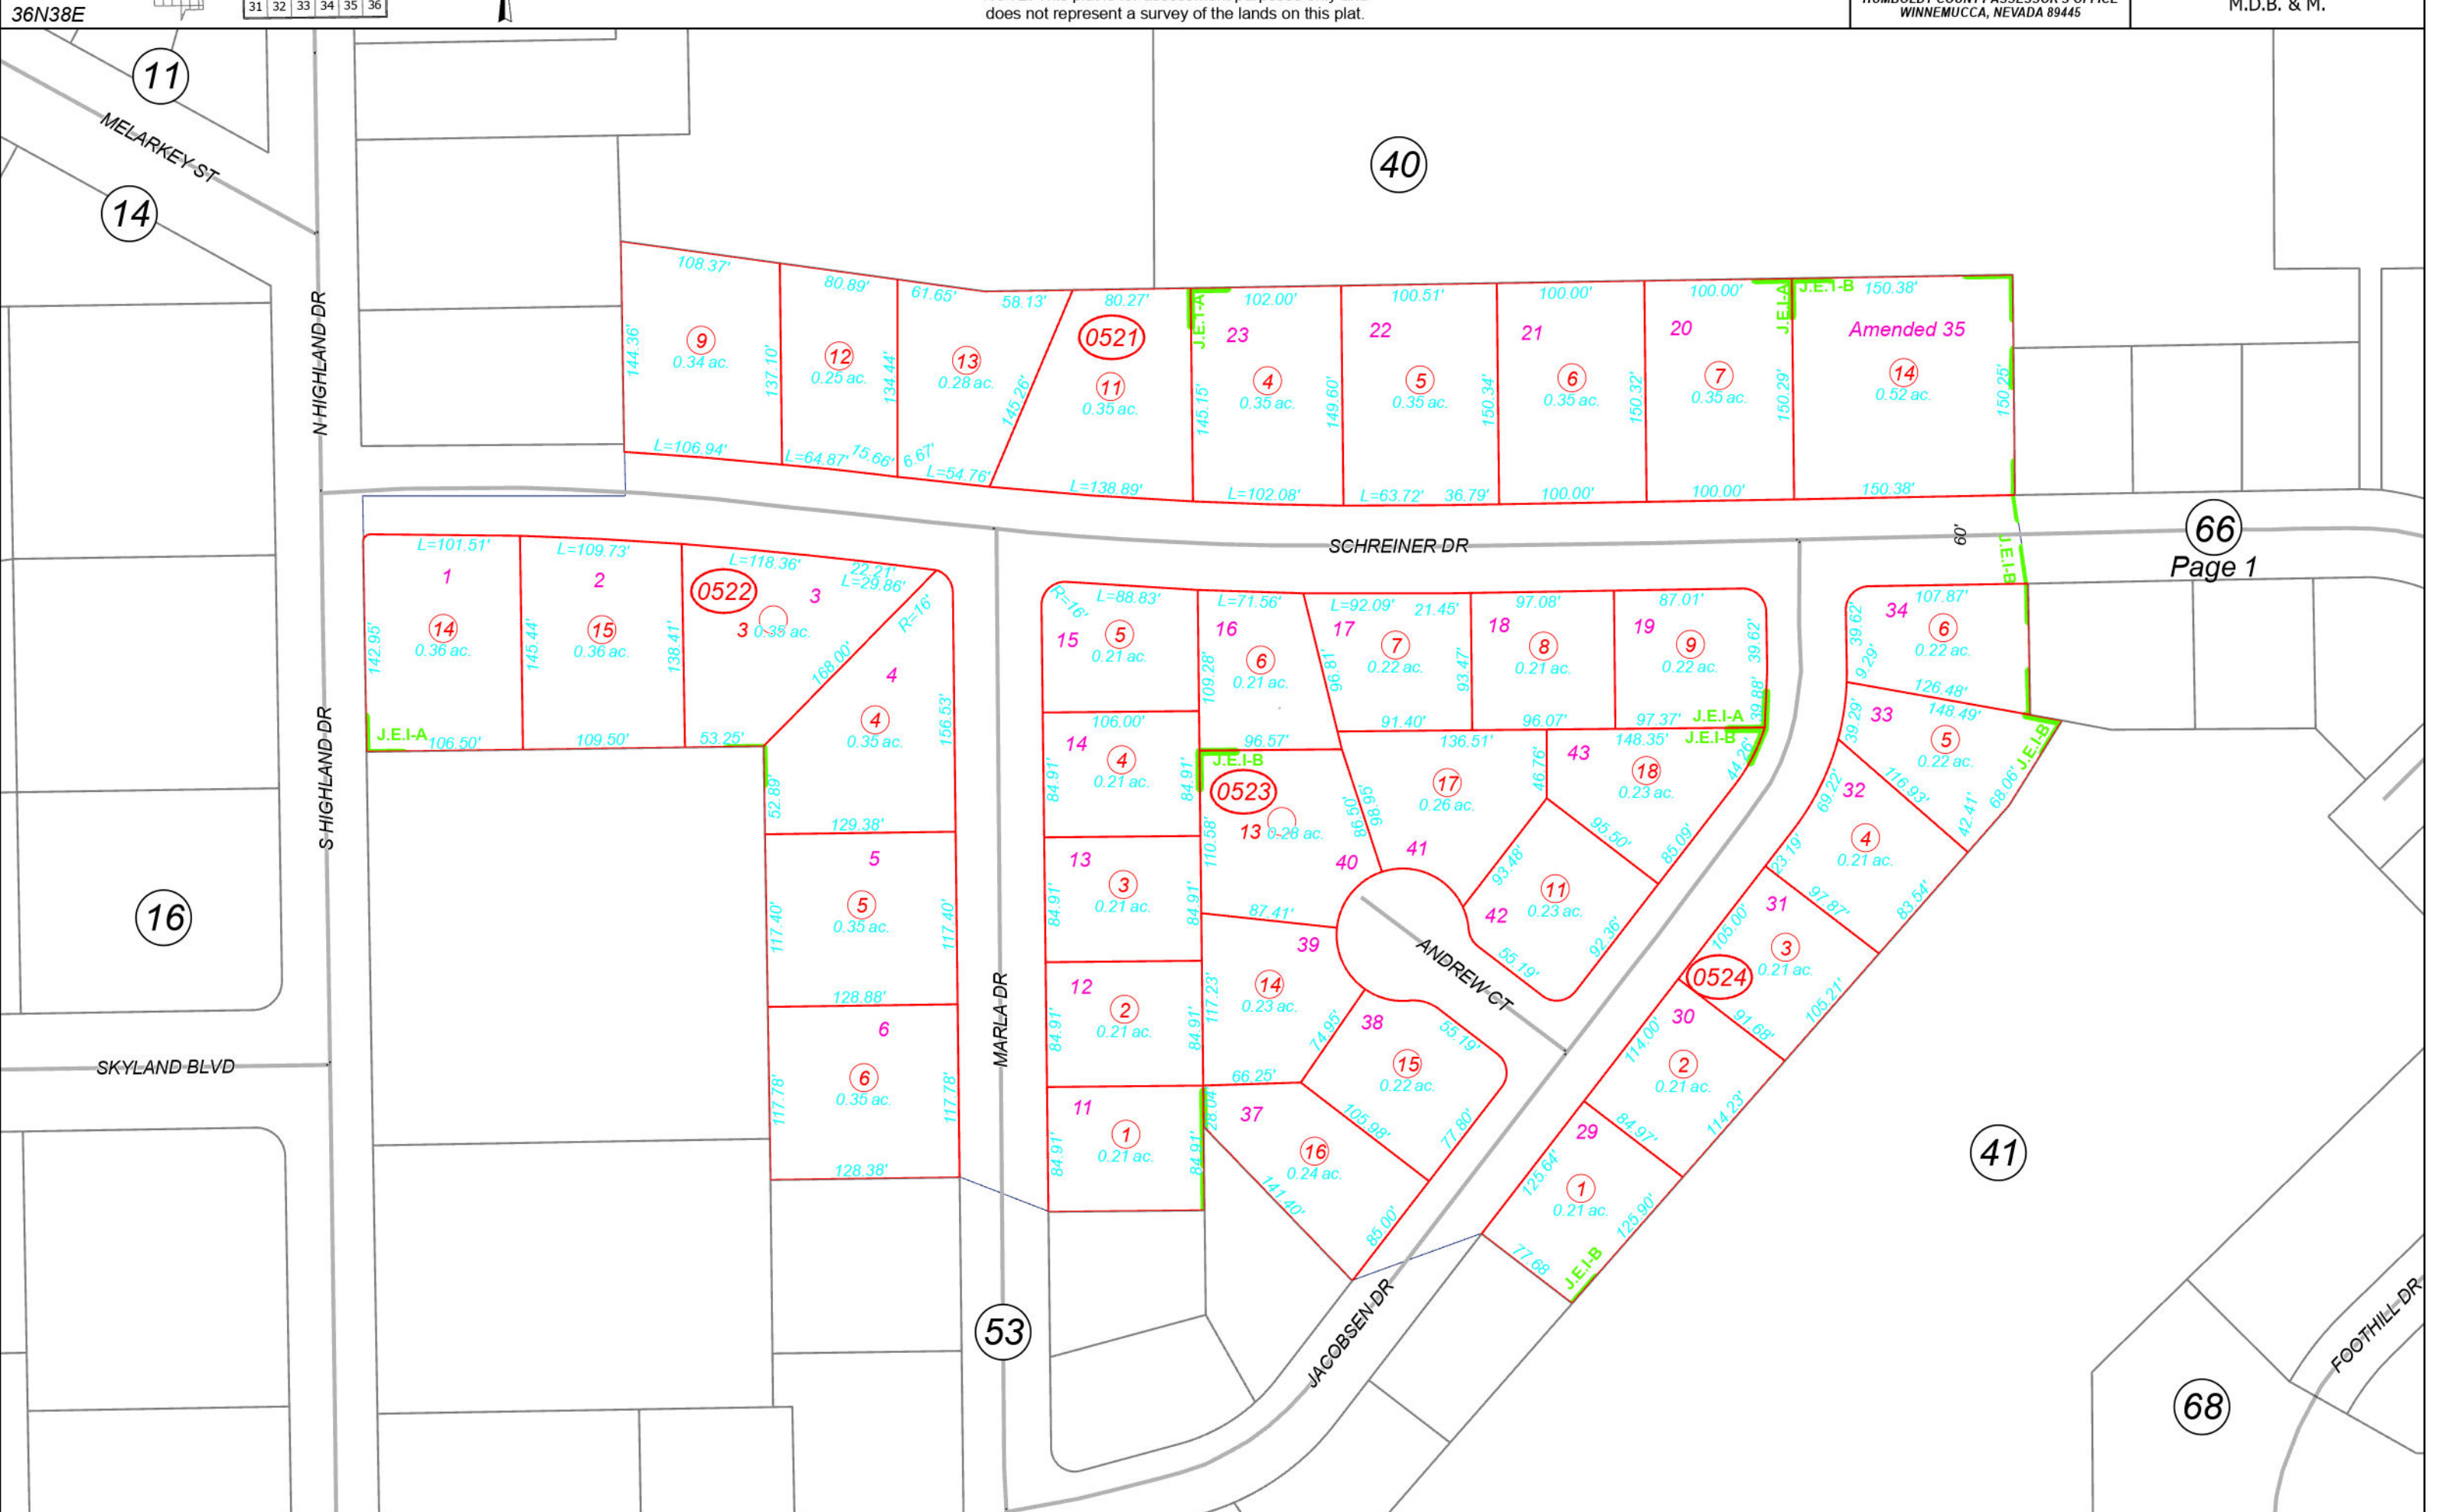 36N38E
31 32 33 34 35 36
does not represent a survey of the lands on this plat.
HUMBOLDT COUNTY ASSESSOR'S OFFICE
WINNEMUCCA, NEVADA 89445
M.D.B. & M.
11
MELARKEY ST
14
N HIGHLAND DR
40
108.37'
144.36'
9
0.34 ac.
L=106.94'
137.10'
80.89'
12
0.25 ac.
L=64.87'
15.66'
134.44'
61.65'
58.13'
13
0.28 ac.
6.67'
L=54.76'
145.26'
80.27'
0521
11
0.35 ac.
L=138.89'
J.E.I-A
102.00'
23
4
0.35 ac.
145.15'
L=102.08'
149.60'
100.51'
22
5
0.35 ac.
L=63.72'
36.79'
150.34'
100.00'
21
6
0.35 ac.
100.00'
150.32'
100.00'
20
7
0.35 ac.
100.00'
150.29'
J.E.I-A
J.E.I-B
150.38'
Amended 35
14
0.52 ac.
150.25'
150.38'
SCHREINER DR
60'
66
Page 1
J.E.I-B
L=101.51'
1
14
0.36 ac.
142.95'
J.E.I-A
106.50'
L=109.73'
2
15
0.36 ac.
145.44'
109.50'
L=118.36'
22.21'
L=29.86'
0522
3
3 0.35 ac.
138.41'
53.25'
168.00'
R=16'
4
4
0.35 ac.
156.53'
52.89'
129.38'
5
5
0.35 ac.
117.40'
117.40'
128.88'
6
6
0.35 ac.
117.78'
117.78'
128.38'
S HIGHLAND DR
16
SKYLAND BLVD
MARLA DR
53
R=16'
L=88.83'
15
5
0.21 ac.
106.00'
14
4
0.21 ac.
84.91'
84.91'
13
3
0.21 ac.
84.91'
84.91'
12
2
0.21 ac.
84.91'
84.91'
11
1
0.21 ac.
84.91'
84.91'
L=71.56'
16
6
0.21 ac.
109.28'
96.57'
L=92.09'
21.45'
17
7
0.22 ac.
96.81'
91.40'
93.47'
97.08'
18
8
0.21 ac.
96.07'
87.01'
19
9
0.22 ac.
39.62'
39.88'
97.37'
J.E.I-A
J.E.I-B
J.E.I-B
0523
13 0.28 ac.
40
110.58'
86.50'
98.95'
87.41'
136.51'
17
0.26 ac.
41
46.76'
43
148.35'
18
0.23 ac.
44.26'
95.50'
85.09'
93.48'
11
0.23 ac.
42
55.19'
92.36'
ANDREW CT
39
14
0.23 ac.
117.23'
66.25'
74.95'
38
55.19'
15
0.22 ac.
105.98'
77.80'
28.04'
37
16
0.24 ac.
141.40'
85.00'
JACOBSEN DR
39.62'
9.29'
34
107.87'
6
0.22 ac.
126.48'
39.29'
33
148.49'
5
0.22 ac.
J.E.I-B
68.06'
116.93'
42.41'
69.22'
32
4
0.21 ac.
23.19'
97.87'
83.54'
31
3
0.21 ac.
105.00'
0524
91.68'
105.21'
30
2
0.21 ac.
114.00'
84.97'
114.23'
29
1
0.21 ac.
125.64'
125.90'
77.68
J.E.I-B
41
68
FOOTHILL DR